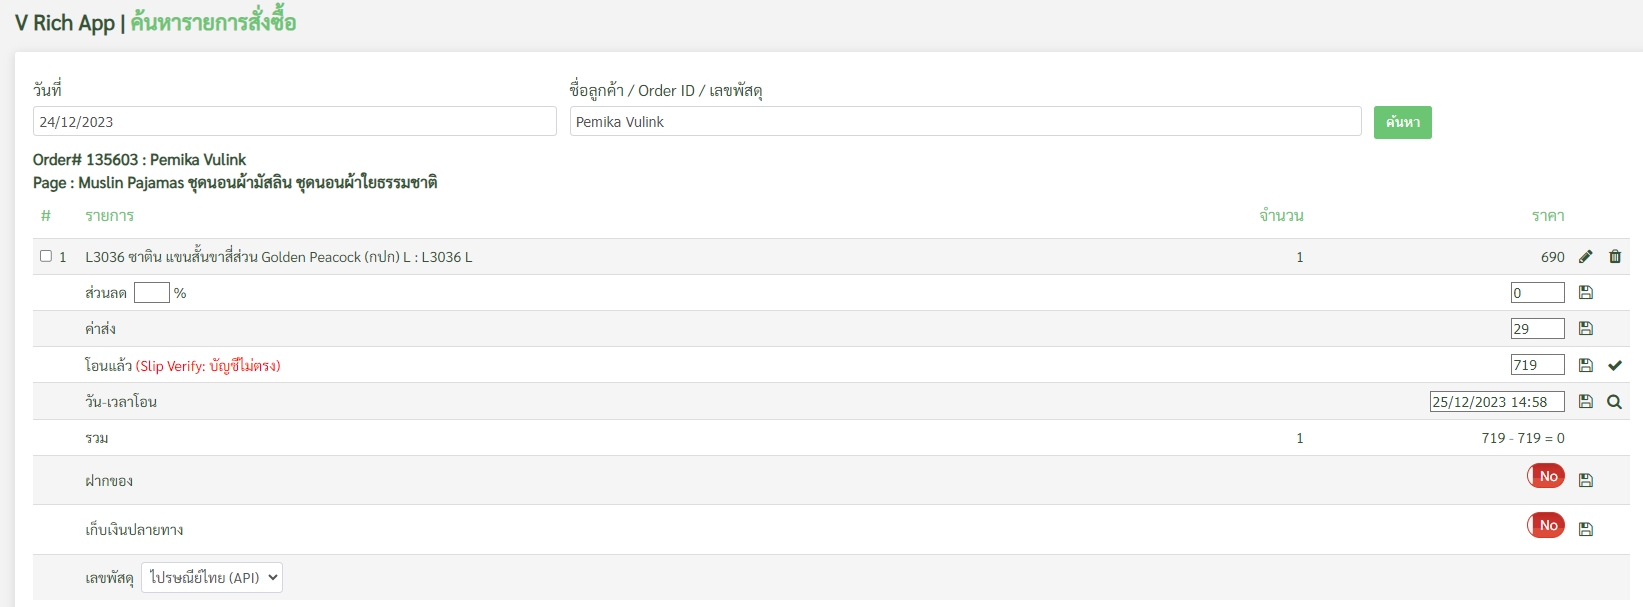 V Rich App | ค้นหารายการสั่งซื้อ
วันที่ ชื่อลูกค้า / Order ID / เลขพัสดุ
24/12/2023 Pemika Vulink ค้นหา
Order# 135603 : Pemika Vulink
Page : Muslin Pajamas ชุดนอนผ้ามัสลิน ชุดนอนผ้าใยธรรมชาติ
# รายการ จำนวน ราคา
1 L3036 ซาติน แขนสั้นขาสี่ส่วน Golden Peacock (กปก) L : L3036 L 1 690
ส่วนลด % 0
ค่าส่ง 29
โอนแล้ว (Slip Verify: บัญชีไม่ตรง) 719
วัน-เวลาโอน 25/12/2023 14:58
รวม 1 719 - 719 = 0
ฝากของ No
เก็บเงินปลายทาง No
เลขพัสดุ ไปรษณีย์ไทย (API)